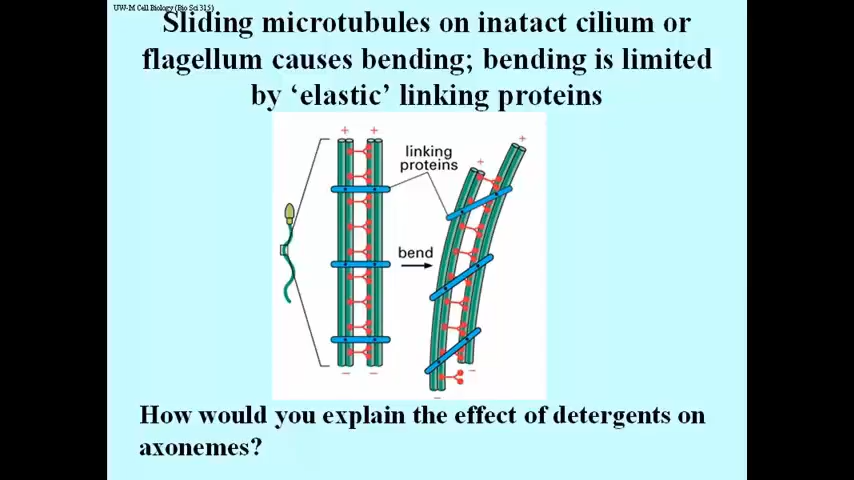 UW-M Cell Biology (Bio Sci 315)
Sliding microtubules on inatact cilium or
flagellum causes bending; bending is limited
by ‘elastic’ linking proteins
+ +
linking
proteins
+
+
bend
− −
−
−
How would you explain the effect of detergents on
axonemes?